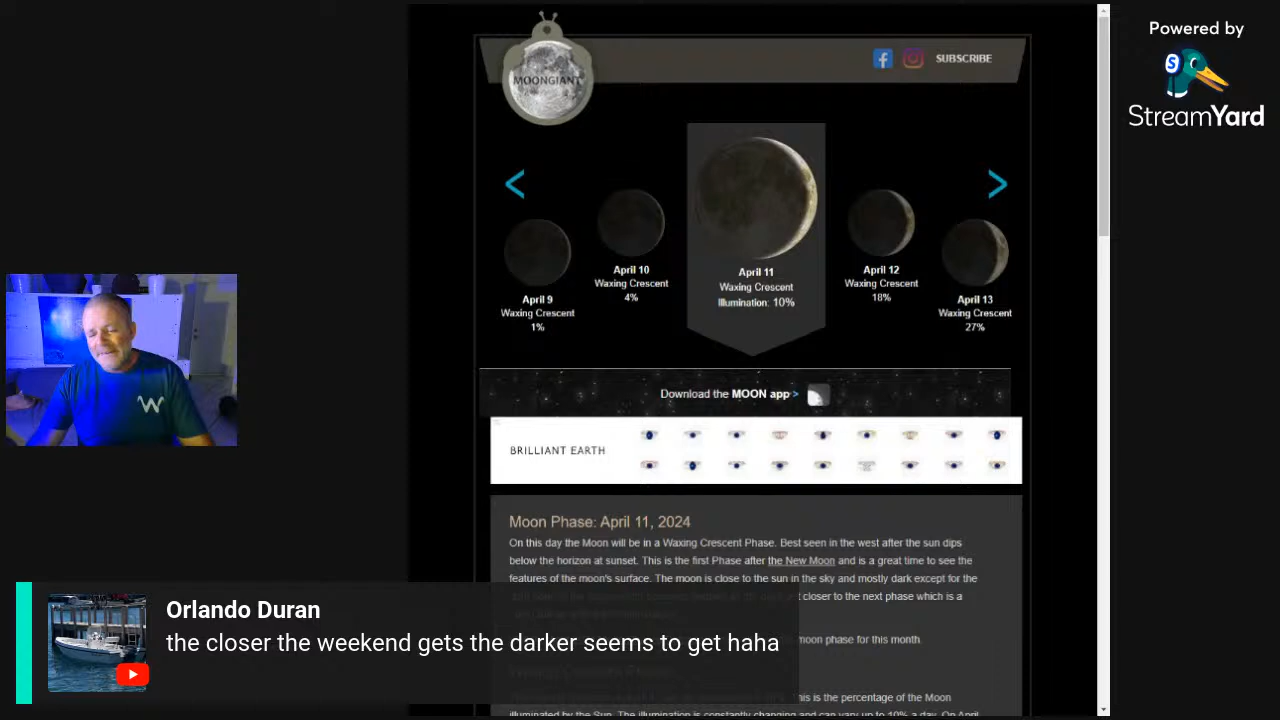 Powered by
StreamYard
MOONGIANT
SUBSCRIBE
April 9
Waxing Crescent
1%
April 10
Waxing Crescent
4%
April 11
Waxing Crescent
Illumination: 10%
April 12
Waxing Crescent
18%
April 13
Waxing Crescent
27%
Download the MOON app >
BRILLIANT EARTH
Moon Phase: April 11, 2024
On this day the Moon will be in a Waxing Crescent Phase. Best seen in the west after the sun dips
below the horizon at sunset. This is the first Phase after the New Moon and is a great time to see the
features of the moon's surface. The moon is close to the sun in the sky and mostly dark except for the
closer to the next phase which is a
moon phase for this month.
This is the percentage of the Moon
illuminated by the Sun. The illumination is constantly changing and can vary up to 10% a day. On April
Orlando Duran
the closer the weekend gets the darker seems to get haha